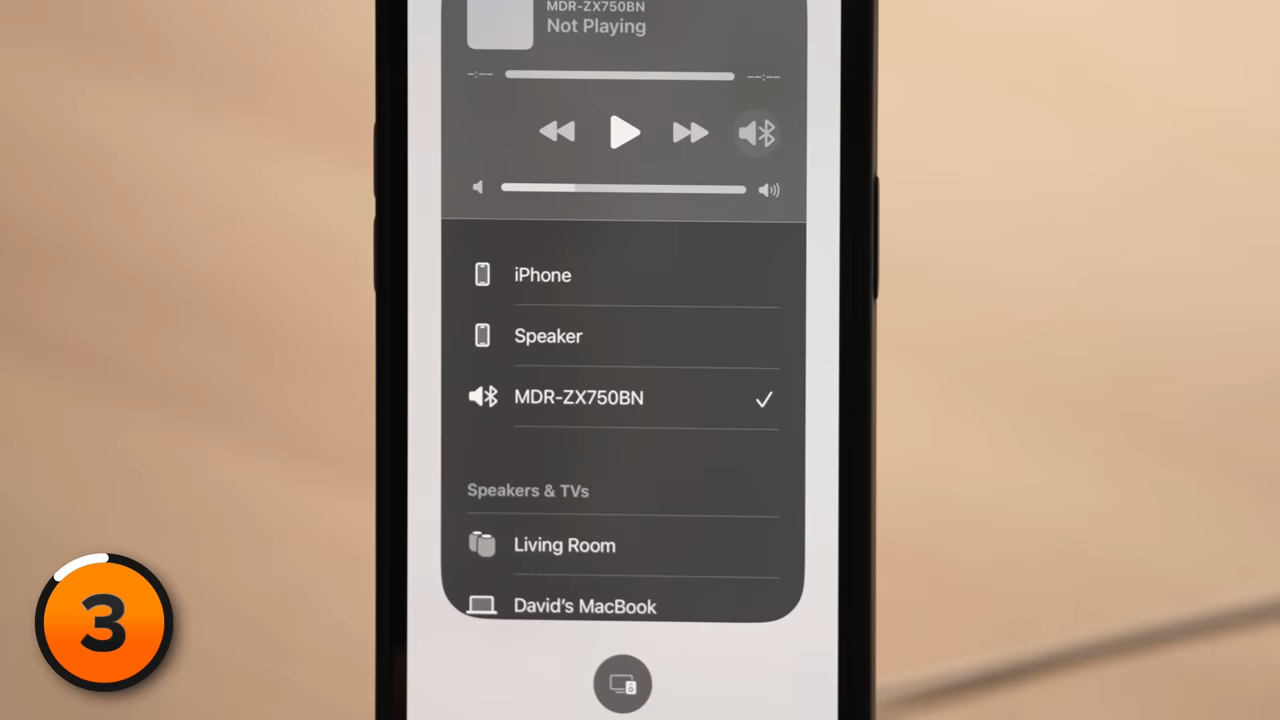 MDR-ZX750BN
Not Playing
--:-- --:--
iPhone
Speaker
MDR-ZX750BN
Speakers & TVs
Living Room
David's MacBook
3